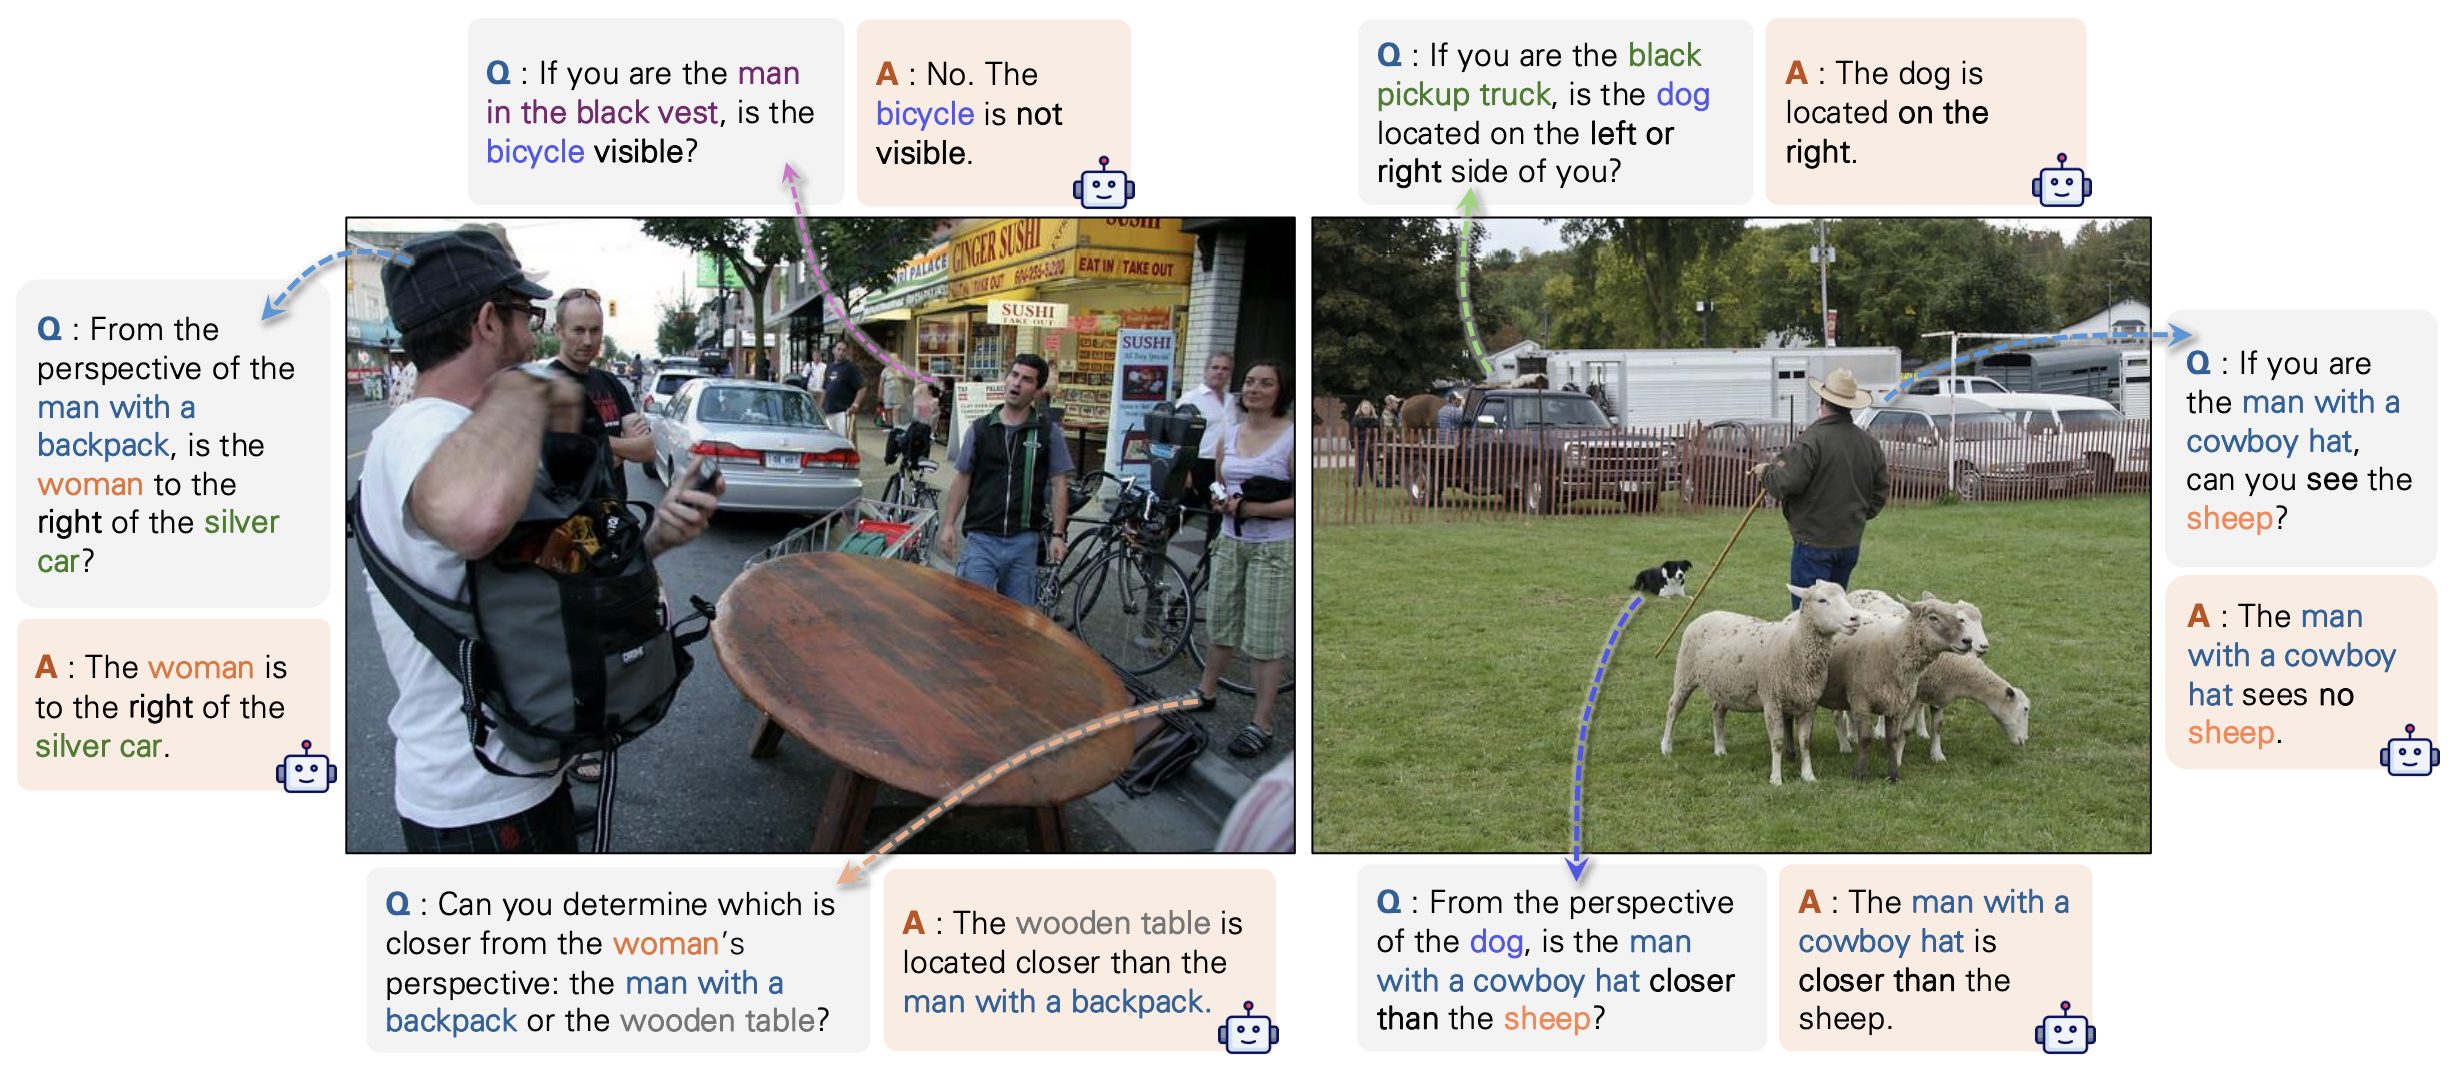 Q : If you are the man
in the black vest, is the
bicycle visible?
A : No. The
bicycle is not
visible.
Q : If you are the black
pickup truck, is the dog
located on the left or
right side of you?
A : The dog is
located on the
right.
Q : From the
perspective of the
man with a
backpack, is the
woman to the
right of the silver
car?
A : The woman is
to the right of the
silver car.
PALACE
GINGER SUSHI
SUSHI
EAT IN / TAKE OUT
SUSHI
TAKE OUT
SUSHI
All Day Special
Q : If you are
the man with a
cowboy hat,
can you see the
sheep?
A : The man
with a cowboy
hat sees no
sheep.
Q : Can you determine which is
closer from the woman's
perspective: the man with a
backpack or the wooden table?
A : The wooden table is
located closer than the
man with a backpack.
Q : From the perspective
of the dog, is the man
with a cowboy hat closer
than the sheep?
A : The man with a
cowboy hat is
closer than the
sheep.